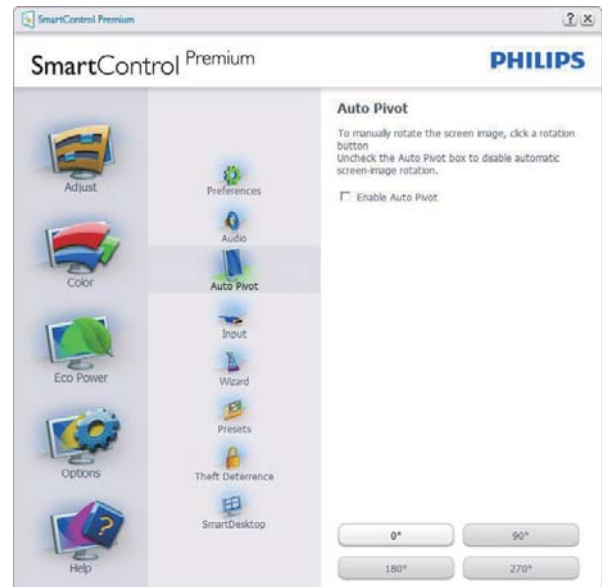 SmartControl Premium
SmartControl Premium
PHILIPS
Adjust
Color
Eco Power
Options
Help
Preferences
Audio
Auto Pivot
Input
Wizard
Presets
Theft Deterrence
SmartDesktop
Auto Pivot
To manually rotate the screen image, click a rotation
button
Uncheck the Auto Pivot box to disable automatic
screen-image rotation.
Enable Auto Pivot
0°
90°
180°
270°